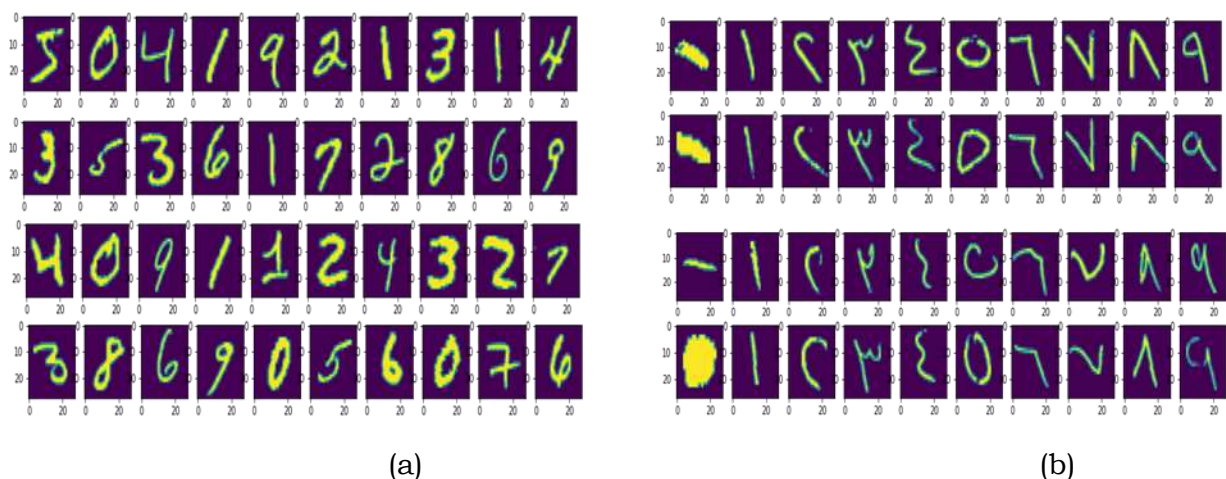 5 0 4 1 9 2 1 3 1 4
3 5 3 6 1 7 2 8 6 9
4 0 9 1 1 2 4 3 2 7
3 8 6 9 0 5 6 0 7 6
(a)
٠ ١ ٢ ٣ ٤ ٥ ٦ ٧ ٨ ٩
٠ ١ ٢ ٣ ٤ ٥ ٦ ٧ ٨ ٩
٠ ١ ٢ ٣ ٤ ٥ ٦ ٧ ٨ ٩
٠ ١ ٢ ٣ ٤ ٥ ٦ ٧ ٨ ٩
(b)